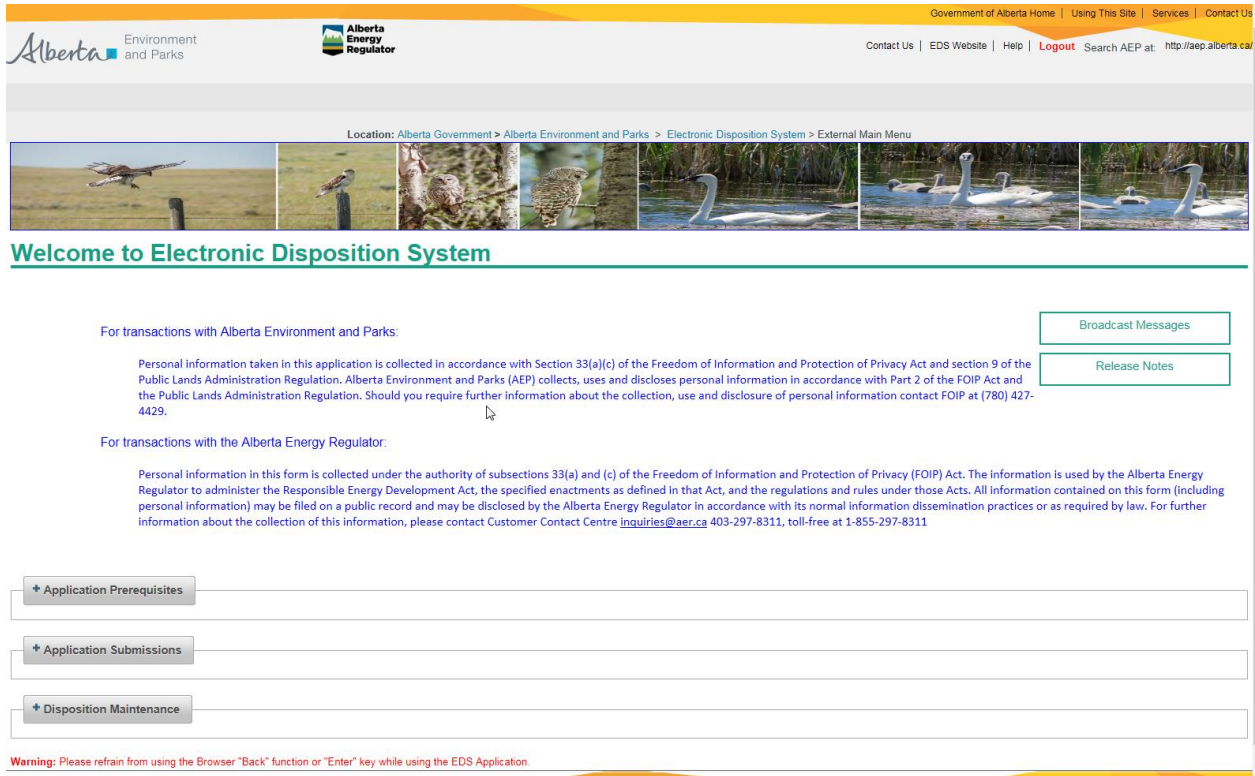 Government of Alberta Home | Using This Site | Services | Contact Us
Alberta Environment and Parks
Alberta Energy Regulator
Contact Us | EDS Website | Help | Logout Search AEP at: http://aep.alberta.ca/
Location: Alberta Government > Alberta Environment and Parks > Electronic Disposition System > External Main Menu
Welcome to Electronic Disposition System
For transactions with Alberta Environment and Parks:
Broadcast Messages
Release Notes
Personal information taken in this application is collected in accordance with Section 33(a)(c) of the Freedom of Information and Protection of Privacy Act and section 9 of the
Public Lands Administration Regulation. Alberta Environment and Parks (AEP) collects, uses and discloses personal information in accordance with Part 2 of the FOIP Act and
the Public Lands Administration Regulation. Should you require further information about the collection, use and disclosure of personal information contact FOIP at (780) 427-
4429.
For transactions with the Alberta Energy Regulator:
Personal information in this form is collected under the authority of subsections 33(a) and (c) of the Freedom of Information and Protection of Privacy (FOIP) Act. The information is used by the Alberta Energy
Regulator to administer the Responsible Energy Development Act, the specified enactments as defined in that Act, and the regulations and rules under those Acts. All information contained on this form (including
personal information) may be filed on a public record and may be disclosed by the Alberta Energy Regulator in accordance with its normal information dissemination practices or as required by law. For further
information about the collection of this information, please contact Customer Contact Centre inquiries@aer.ca 403-297-8311, toll-free at 1-855-297-8311
+ Application Prerequisites
+ Application Submissions
+ Disposition Maintenance
Warning: Please refrain from using the Browser "Back" function or "Enter" key while using the EDS Application.